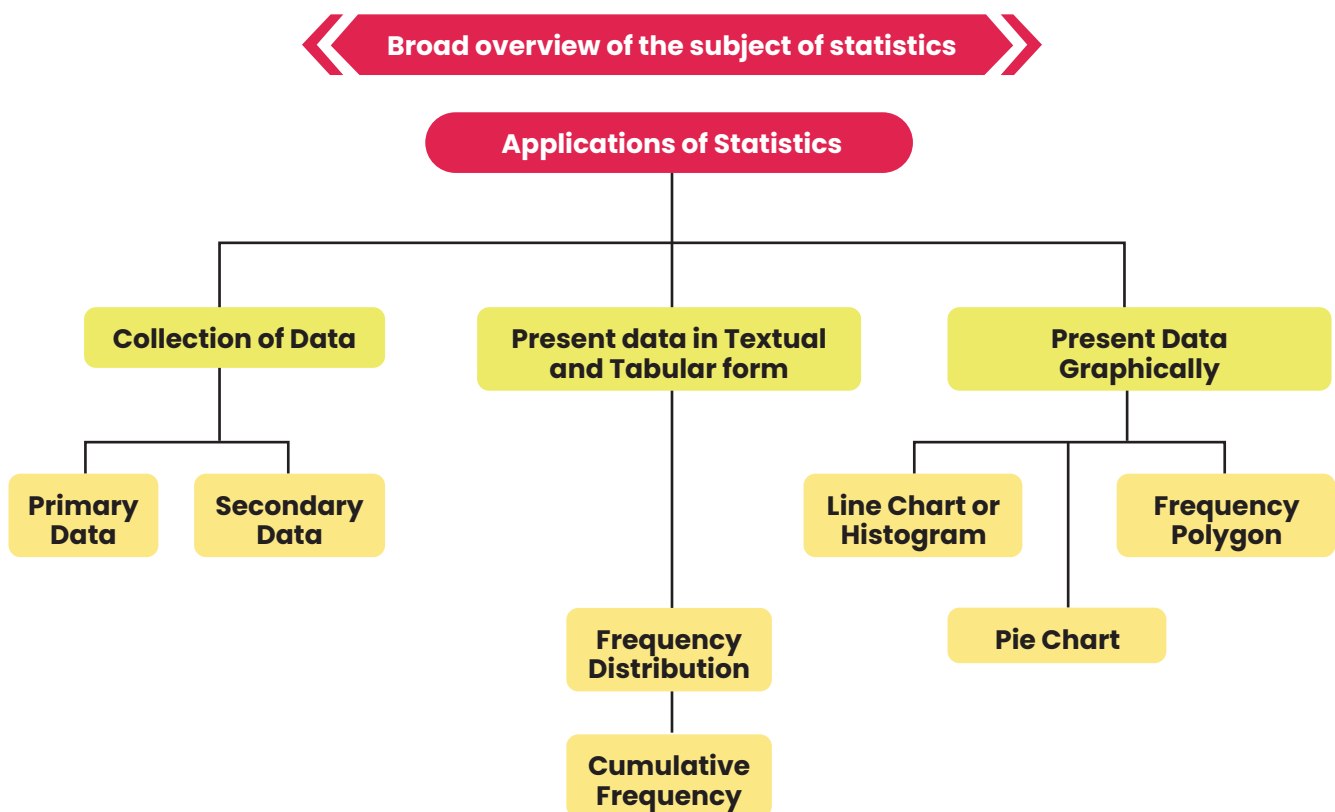 Broad overview of the subject of statistics
Applications of Statistics
Collection of Data
Present data in Textual
and Tabular form
Present Data
Graphically
Primary
Data
Secondary
Data
Line Chart or
Histogram
Frequency
Polygon
Pie Chart
Frequency
Distribution
Cumulative
Frequency